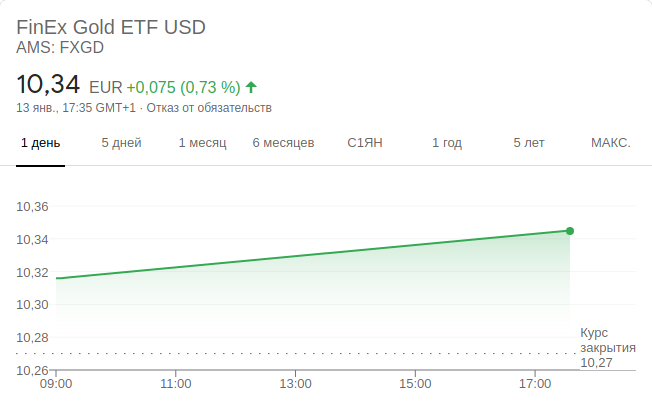 FinEx Gold ETF USD
AMS: FXGD
10,34 EUR +0,075 (0,73 %)
13 янв., 17:35 GMT+1 · Отказ от обязательств
1 день 5 дней 1 месяц 6 месяцев С1ЯН 1 год 5 лет МАКС.
10,36
10,34
10,32
10,30
10,28
10,26
Курс
закрытия
10,27
09:00 11:00 13:00 15:00 17:00